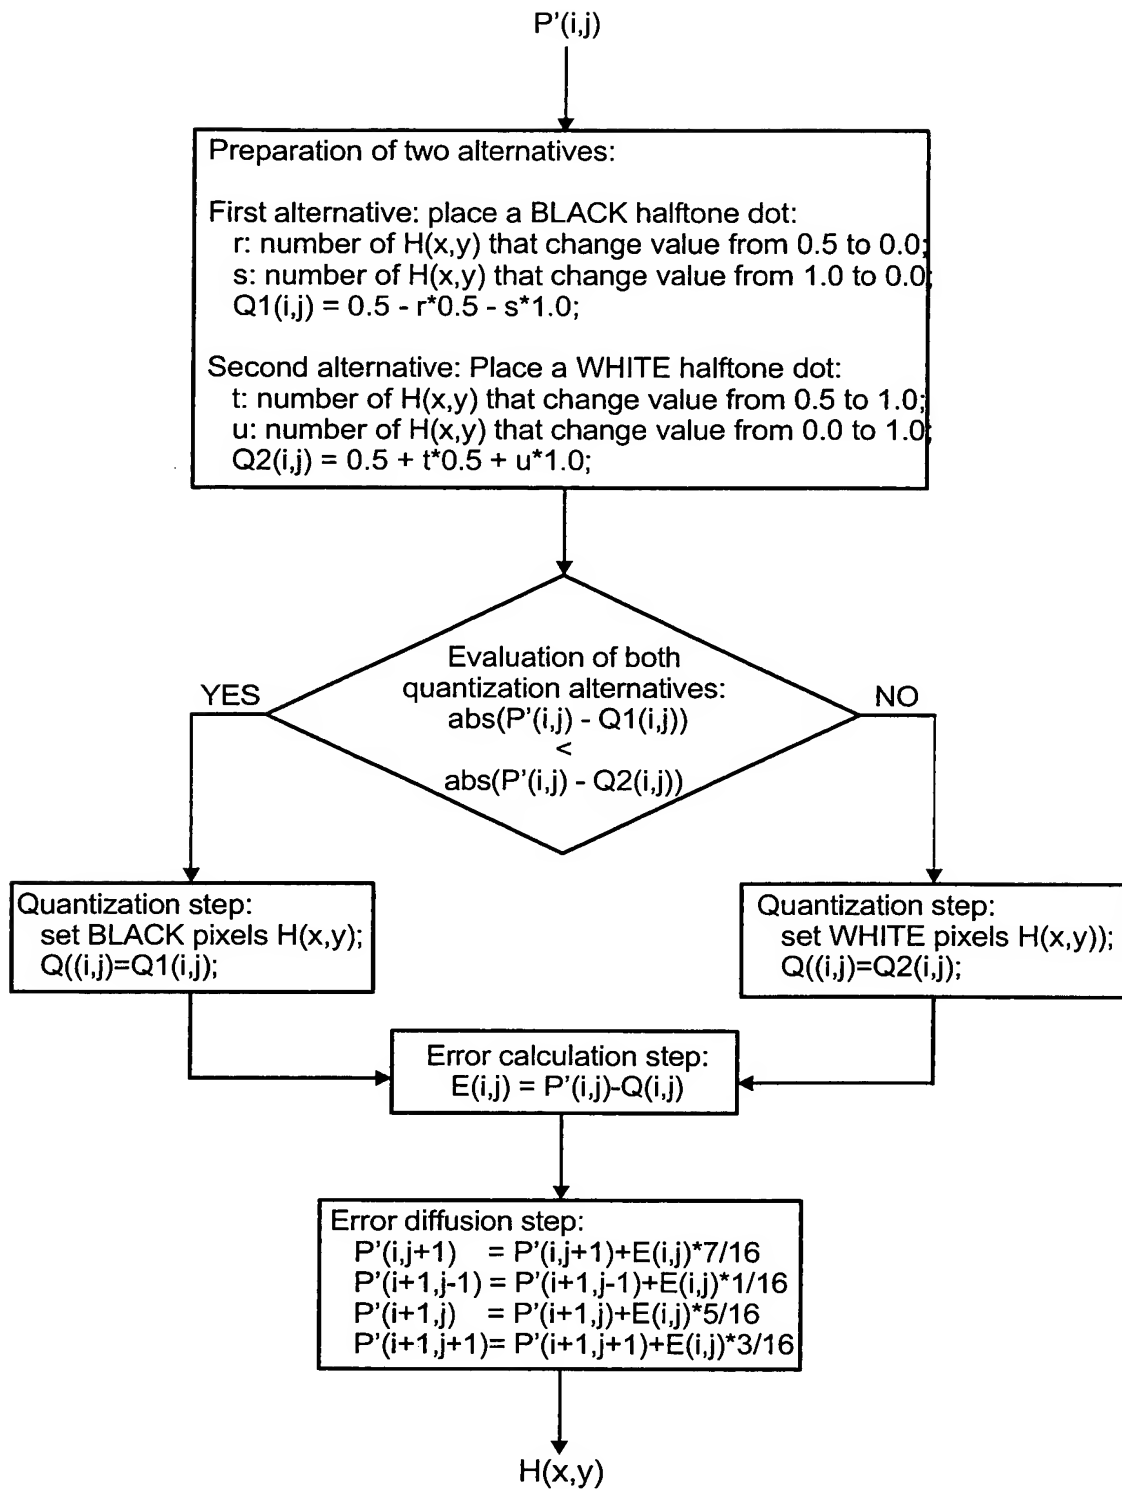 P'(i,j)
Preparation of two alternatives:
First alternative: place a BLACK halftone dot:
r: number of H(x,y) that change value from 0.5 to 0.0;
s: number of H(x,y) that change value from 1.0 to 0.0;
Q1(i,j) = 0.5 - r*0.5 - s*1.0;
Second alternative: Place a WHITE halftone dot:
t: number of H(x,y) that change value from 0.5 to 1.0;
u: number of H(x,y) that change value from 0.0 to 1.0;
Q2(i,j) = 0.5 + t*0.5 + u*1.0;
Evaluation of both
quantization alternatives:
abs(P'(i,j) - Q1(i,j))
<
abs(P'(i,j) - Q2(i,j))
YES
NO
Quantization step:
set BLACK pixels H(x,y);
Q((i,j)=Q1(i,j);
Quantization step:
set WHITE pixels H(x,y));
Q((i,j)=Q2(i,j);
Error calculation step:
E(i,j) = P'(i,j)-Q(i,j)
Error diffusion step:
P'(i,j+1) = P'(i,j+1)+E(i,j)*7/16
P'(i+1,j-1) = P'(i+1,j-1)+E(i,j)*1/16
P'(i+1,j) = P'(i+1,j)+E(i,j)*5/16
P'(i+1,j+1)= P'(i+1,j+1)+E(i,j)*3/16
H(x,y)